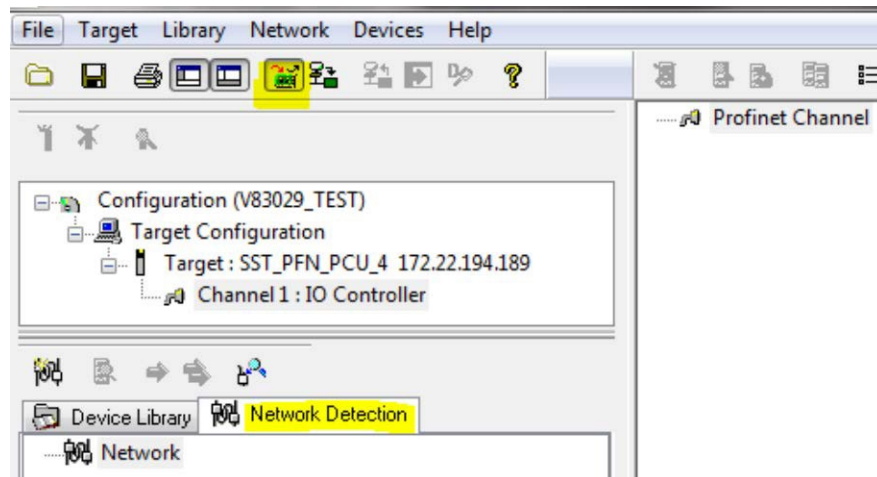 File Target Library Network Devices Help
Profinet Channel
Configuration (V83029_TEST)
Target Configuration
Target : SST_PFN_PCU_4 172.22.194.189
Channel 1 : IO Controller
Device Library Network Detection
Network